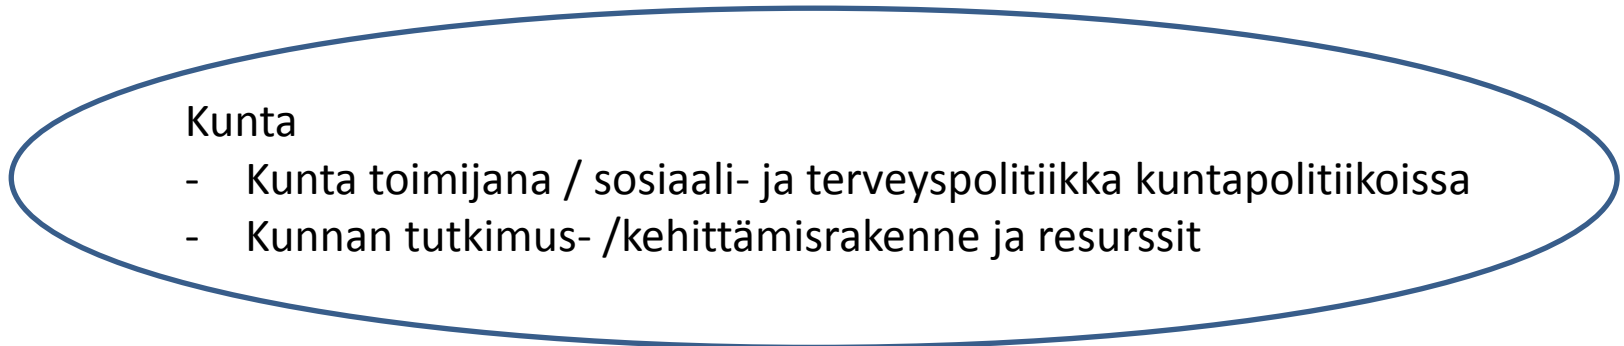 Kunta
- Kunta toimijana / sosiaali- ja terveyspolitiikka kuntapolitiikoissa
- Kunnan tutkimus- /kehittämisrakenne ja resurssit